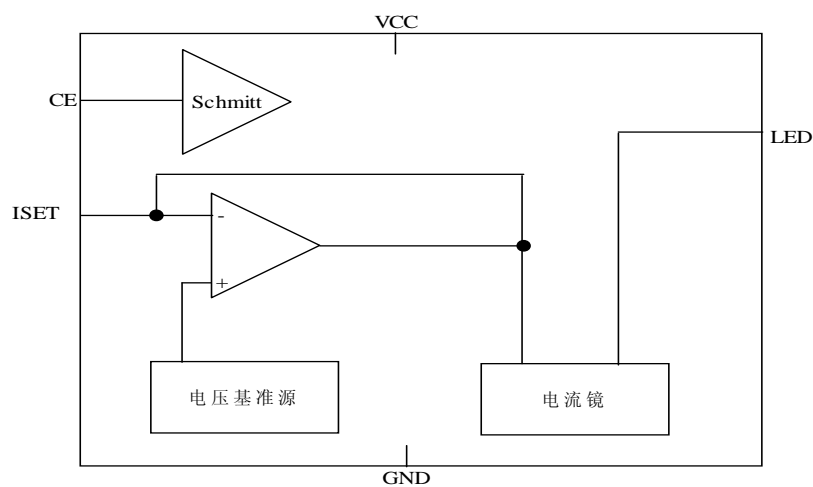 VCC
CE
Schmitt
LED
ISET
-
+
电压基准源
电流镜
GND